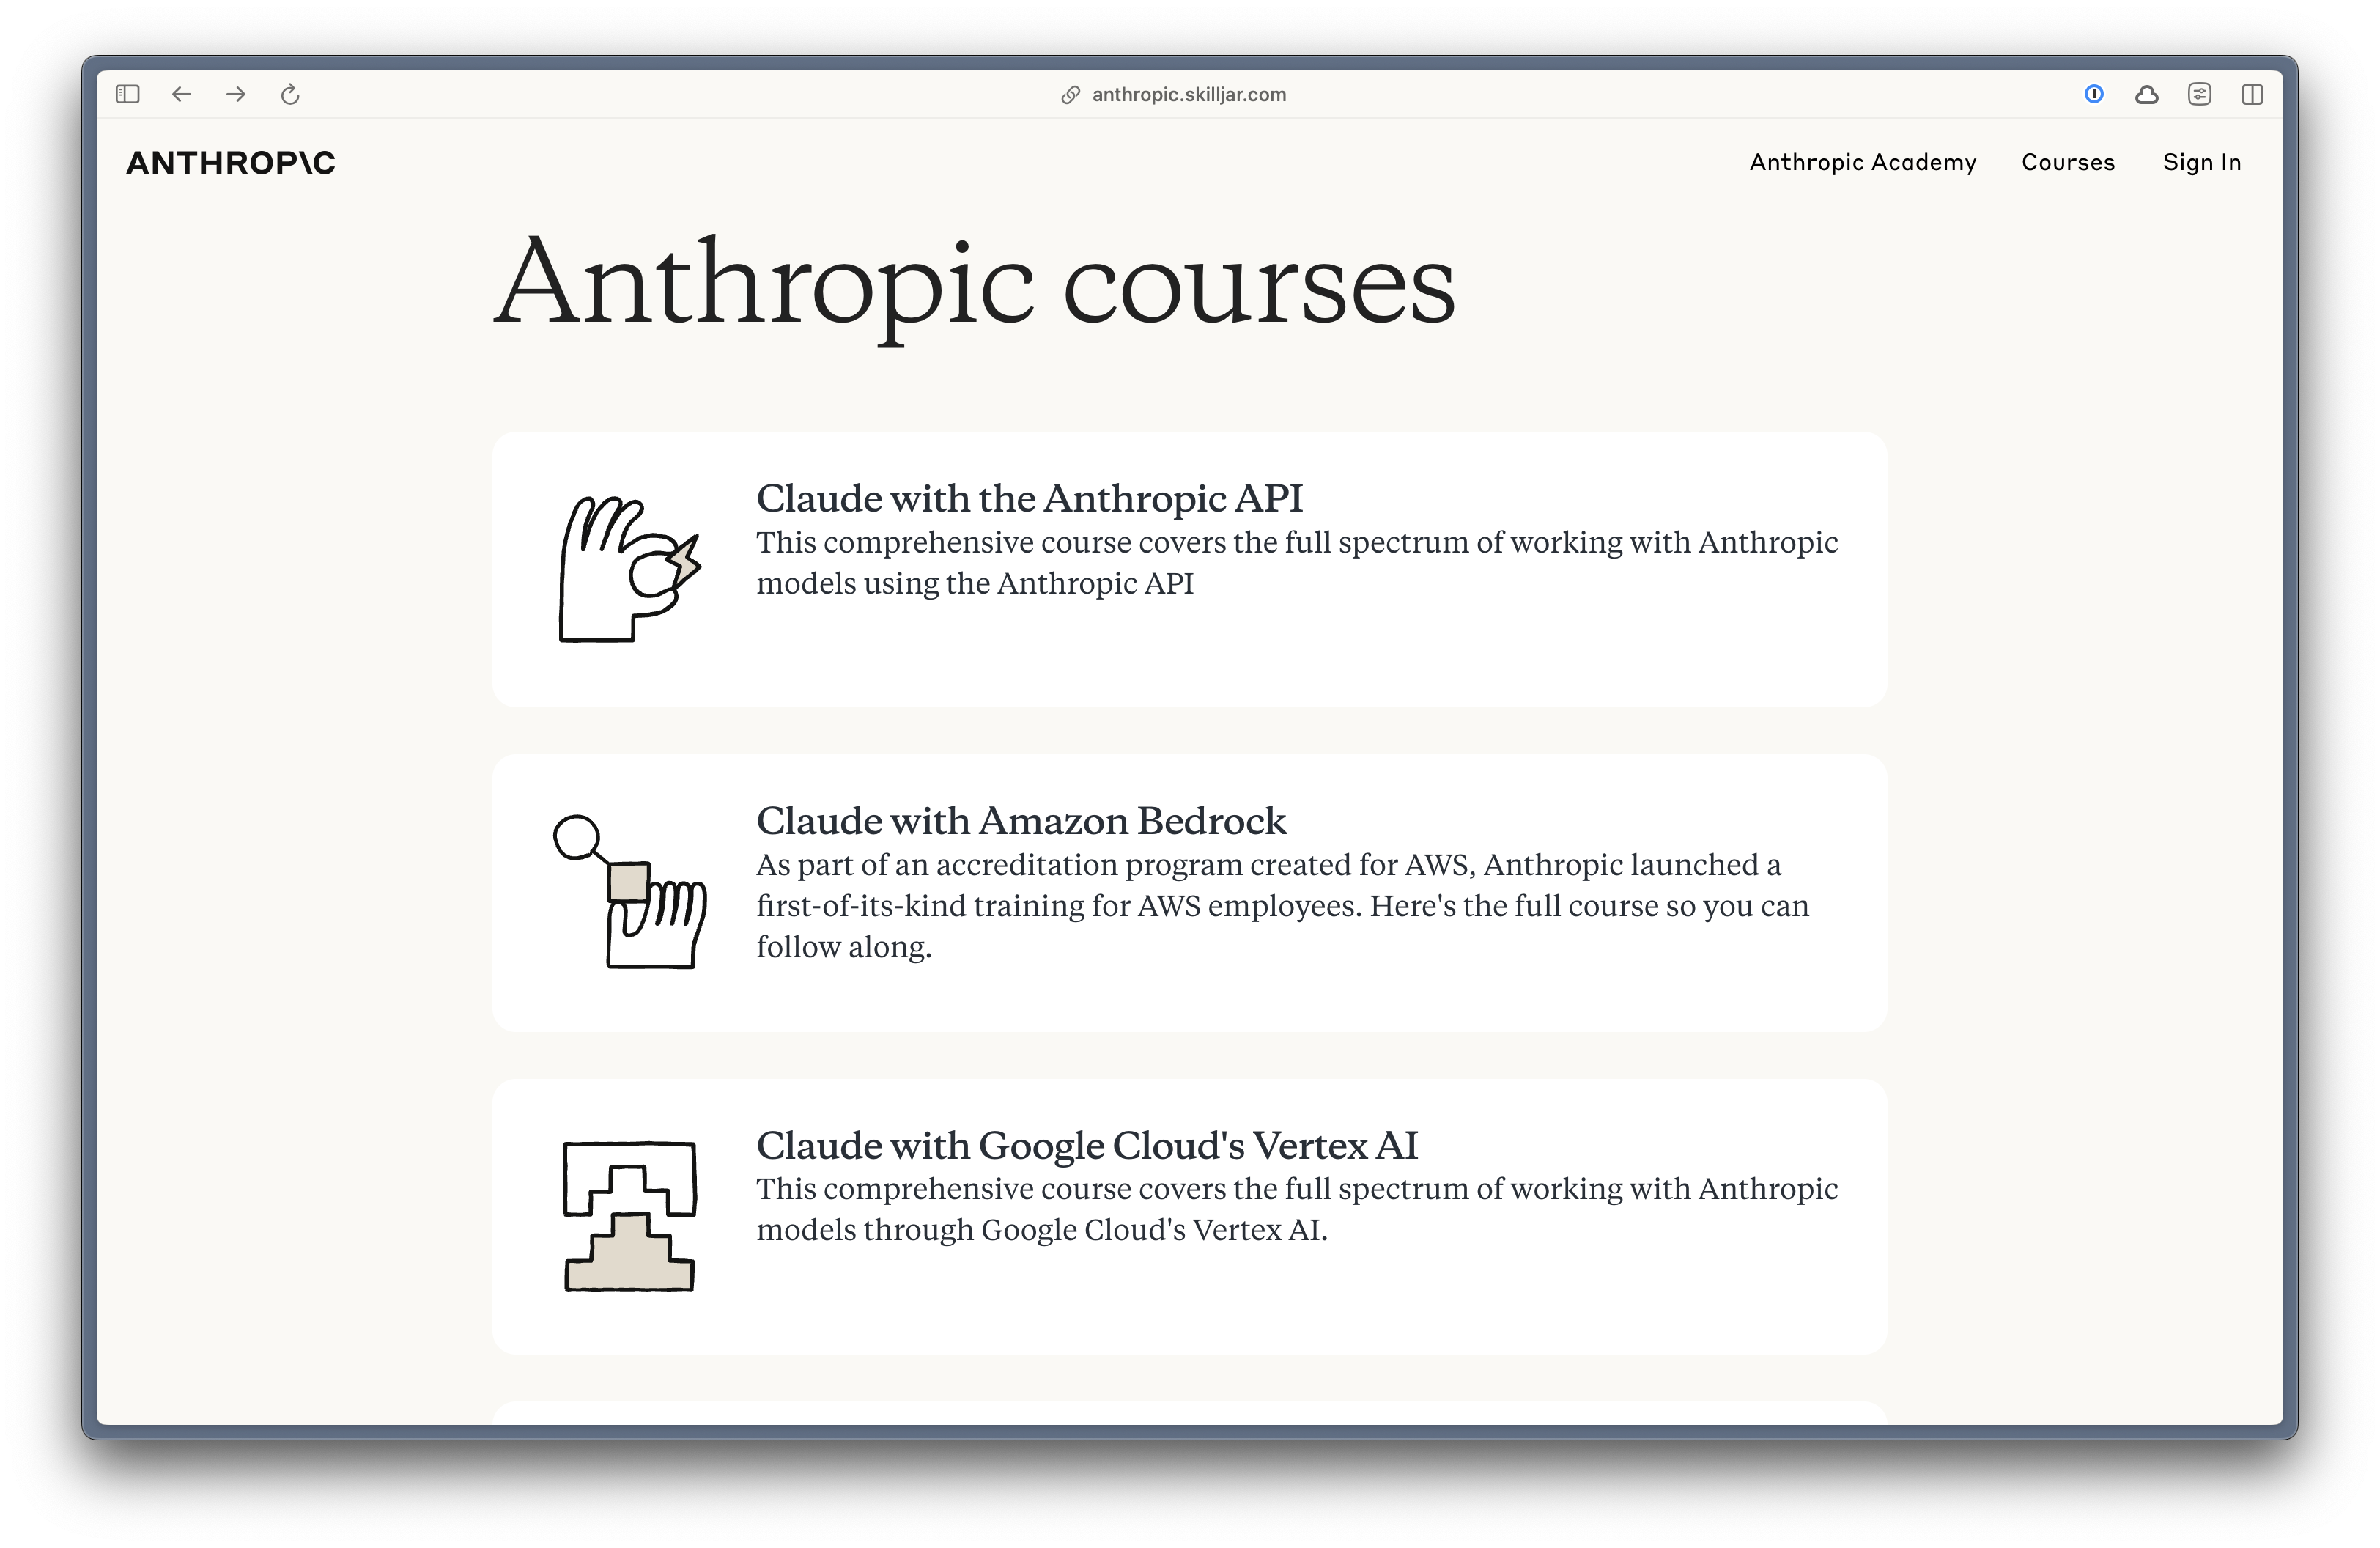 anthropic.skilljar.com
ANTHROP\C
Anthropic Academy
Courses
Sign In
Anthropic courses
Claude with the Anthropic API
This comprehensive course covers the full spectrum of working with Anthropic
models using the Anthropic API
Claude with Amazon Bedrock
As part of an accreditation program created for AWS, Anthropic launched a
first-of-its-kind training for AWS employees. Here's the full course so you can
follow along.
Claude with Google Cloud's Vertex AI
This comprehensive course covers the full spectrum of working with Anthropic
models through Google Cloud's Vertex AI.